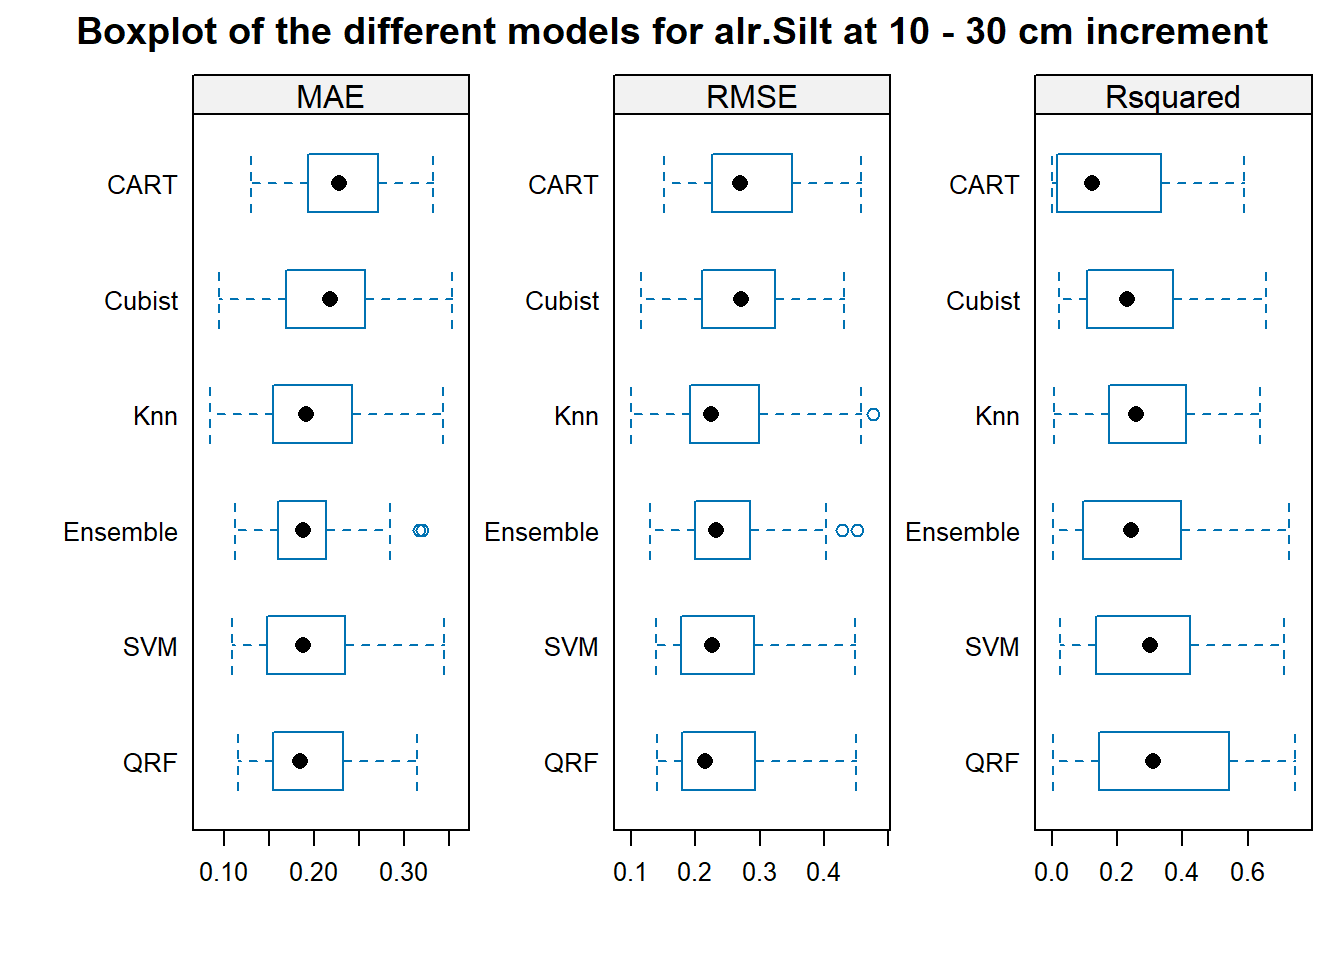 Boxplot of the different models for alr.Silt at 10 - 30 cm increment
MAE
CART
Cubist
Knn
Ensemble
SVM
QRF
0.10 0.20 0.30
RMSE
CART
Cubist
Knn
Ensemble
SVM
QRF
0.1 0.2 0.3 0.4
Rsquared
CART
Cubist
Knn
Ensemble
SVM
QRF
0.0 0.2 0.4 0.6